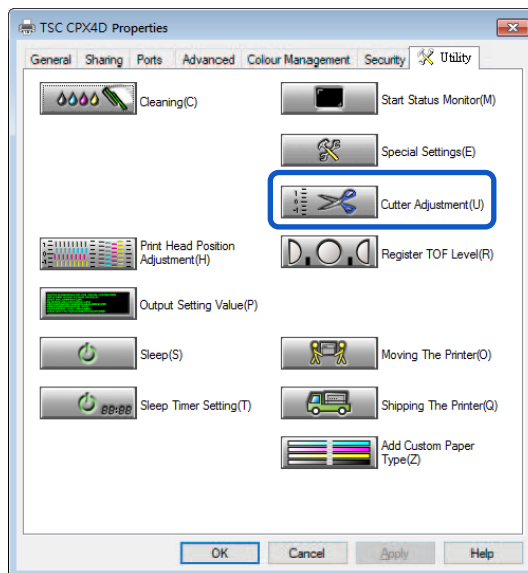 TSC CPX4D Properties
General Sharing Ports Advanced Colour Management Security Utility
Cleaning(C)
Start Status Monitor(M)
Special Settings(E)
Cutter Adjustment(U)
Print Head Position
Adjustment(H)
Register TOF Level(R)
Output Setting Value(P)
Sleep(S)
Moving The Printer(O)
88:88
Sleep Timer Setting(T)
Shipping The Printer(Q)
Add Custom Paper
Type(Z)
OK Cancel Apply Help